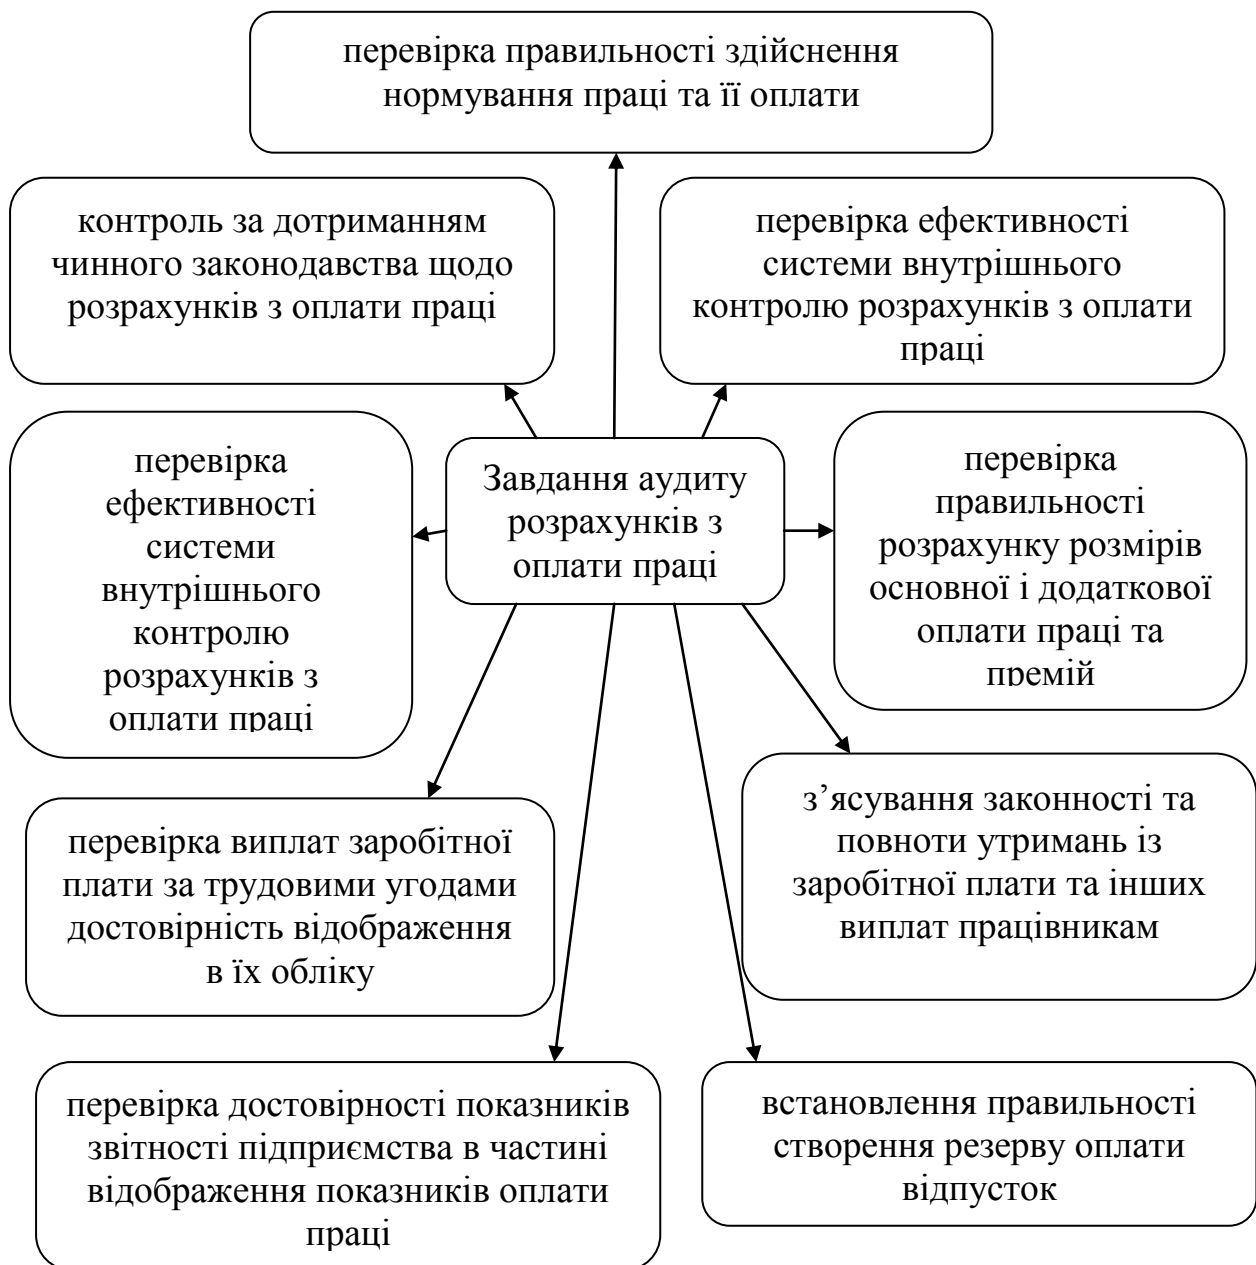 перевірка правильності здійснення
нормування праці та її оплати
контроль за дотриманням
чинного законодавства щодо
розрахунків з оплати праці
перевірка ефективності
системи внутрішнього
контролю розрахунків з оплати
праці
перевірка
ефективності
системи
внутрішнього
контролю
розрахунків з
оплати праці
Завдання аудиту
розрахунків з
оплати праці
перевірка
правильності
розрахунку розмірів
основної і додаткової
оплати праці та
премій
перевірка виплат заробітної
плати за трудовими угодами
достовірність відображення
в їх обліку
з’ясування законності та
повноти утримань із
заробітної плати та інших
виплат працівникам
перевірка достовірності показників
звітності підприємства в частині
відображення показників оплати
праці
встановлення правильності
створення резерву оплати
відпусток